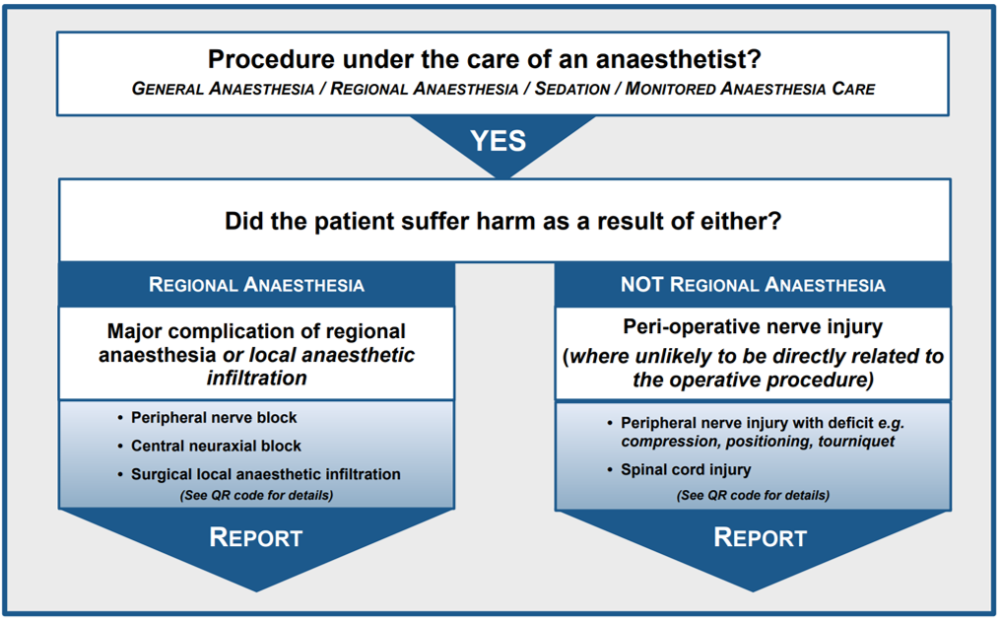 Procedure under the care of an anaesthetist?
GENERAL ANAESTHESIA / REGIONAL ANAESTHESIA / SEDATION / MONITORED ANAESTHESIA CARE
YES
Did the patient suffer harm as a result of either?
REGIONAL ANAESTHESIA
Major complication of regional
anaesthesia or local anaesthetic
infiltration
• Peripheral nerve block
• Central neuraxial block
• Surgical local anaesthetic infiltration
(See QR code for details)
REPORT
NOT REGIONAL ANAESTHESIA
Peri-operative nerve injury
(where unlikely to be directly related to
the operative procedure)
• Peripheral nerve injury with deficit e.g.
compression, positioning, tourniquet
• Spinal cord injury
(See QR code for details)
REPORT